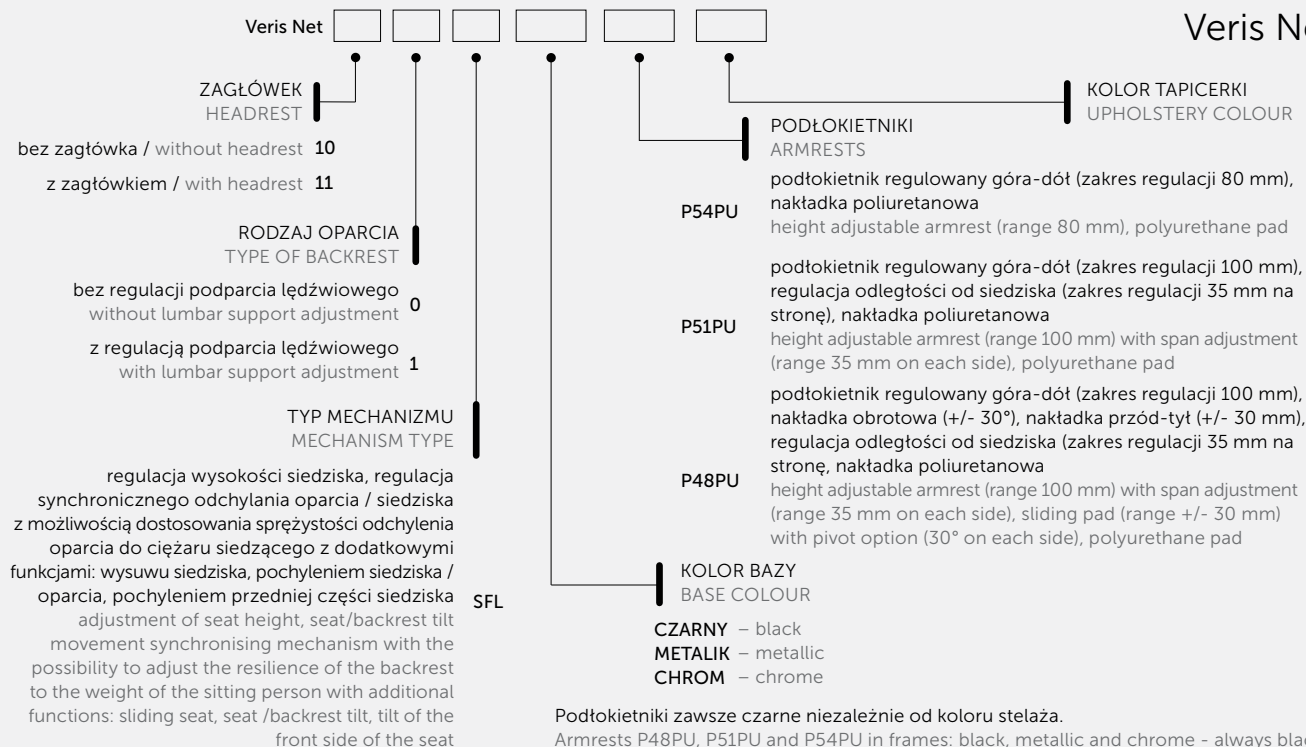 Veris Net
Veris
ZAGŁÓWEK
HEADREST
bez zagłówka / without headrest 10
z zagłówkiem / with headrest 11
RODZAJ OPARCIA
TYPE OF BACKREST
bez regulacji podparcia lędźwiowego
without lumbar support adjustment
0
z regulacją podparcia lędźwiowego
with lumbar support adjustment
1
TYP MECHANIZMU
MECHANISM TYPE
regulacja wysokości siedziska, regulacja
synchronicznego odchylania oparcia / siedziska
z możliwością dostosowania sprężystości odchylenia
oparcia do ciężaru siedzącego z dodatkowymi
funkcjami: wysuwu siedziska, pochyleniem siedziska /
oparcia, pochyleniem przedniej części siedziska
adjustment of seat height, seat/backrest tilt
movement synchronising mechanism with the
possibility to adjust the resilience of the backrest
to the weight of the sitting person with additional
functions: sliding seat, seat /backrest tilt, tilt of the
front side of the seat
SFL
KOLOR TAPICERKI
UPHOLSTERY COLOUR
PODŁOKIETNIKI
ARMRESTS
P54PU
podłokietnik regulowany góra-dół (zakres regulacji 80 mm),
nakładka poliuretanowa
height adjustable armrest (range 80 mm), polyurethane pad
P51PU
podłokietnik regulowany góra-dół (zakres regulacji 100 mm),
regulacja odległości od siedziska (zakres regulacji 35 mm na
stronę), nakładka poliuretanowa
height adjustable armrest (range 100 mm) with span adjustment
(range 35 mm on each side), polyurethane pad
P48PU
podłokietnik regulowany góra-dół (zakres regulacji 100 mm),
nakładka obrotowa (+/- 30°), nakładka przód-tył (+/- 30 mm),
regulacja odległości od siedziska (zakres regulacji 35 mm na
stronę, nakładka poliuretanowa
height adjustable armrest (range 100 mm) with span adjustment
(range 35 mm on each side), sliding pad (range +/- 30 mm)
with pivot option (30° on each side), polyurethane pad
KOLOR BAZY
BASE COLOUR
CZARNY – black
METALIK – metallic
CHROM – chrome
Podłokietniki zawsze czarne niezależnie od koloru stelaża.
Armrests P48PU, P51PU and P54PU in frames: black, metallic and chrome - always